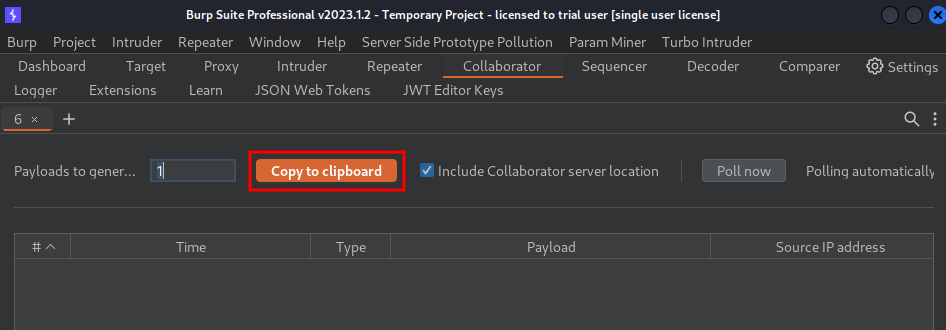 Burp Suite Professional v2023.1.2 - Temporary Project - licensed to trial user [single user license]
Burp Project Intruder Repeater Window Help Server Side Prototype Pollution Param Miner Turbo Intruder
Dashboard Target Proxy Intruder Repeater Collaborator Sequencer Decoder Comparer Settings
Logger Extensions Learn JSON Web Tokens JWT Editor Keys
6 × +
Payloads to gener... 1 Copy to clipboard Include Collaborator server location Poll now Polling automatically
# Time Type Payload Source IP address